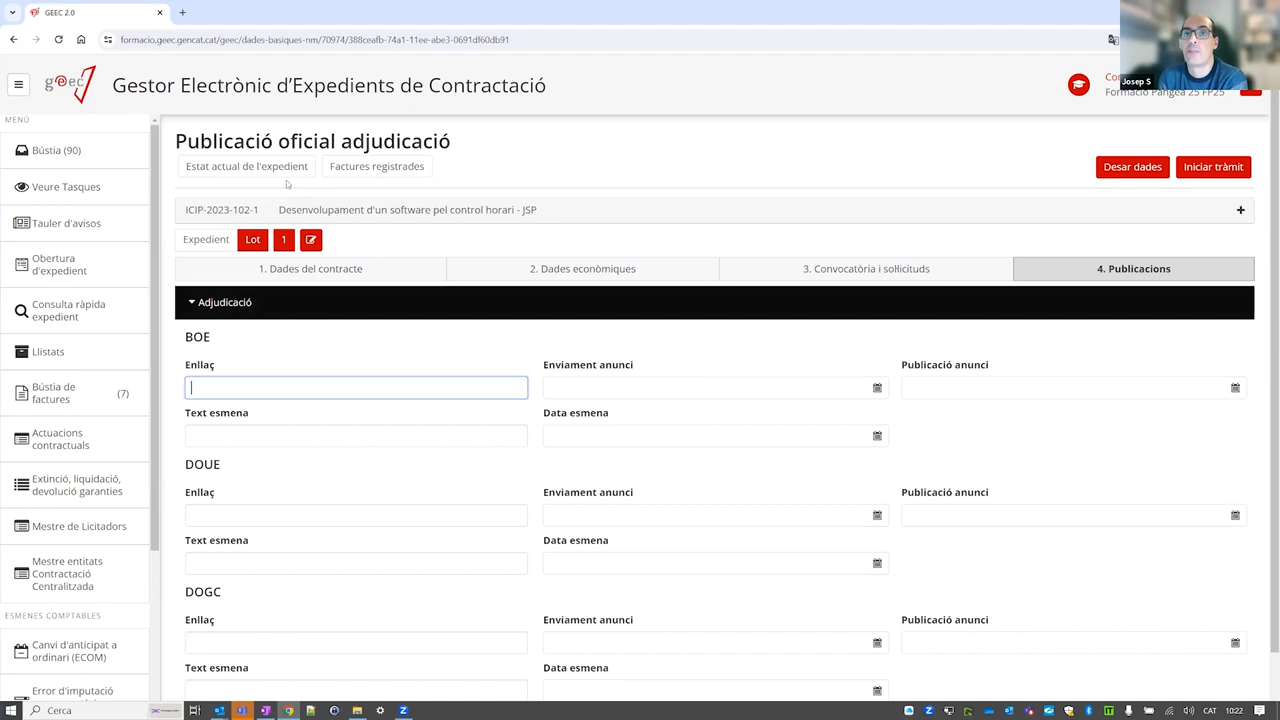 GEEC 2.0
formacio.geec.gencat.cat/geec/dades-basiques-nm/70974/388ceafb-74a1-11ee-abe3-0691df60db91
geec
Gestor Electrònic d'Expedients de Contractació
Formació Pangea 25 FP25
Josep S
MENÚ
Bústia (90)
Veure Tasques
Tauler d'avisos
Obertura
d'expedient
Consulta ràpida
expedient
Llistats
Bústia de
factures
(7)
Actuacions
contractuals
Extinció, liquidació,
devolució garanties
Mestre de Licitadors
Mestre entitats
Contractació
Centralitzada
ESMENES COMPTABLES
Canvi d'anticipat a
ordinari (ECOM)
Error d'imputació
Publicació oficial adjudicació
Estat actual de l'expedient
Factures registrades
Desar dades
Iniciar tràmit
ICIP-2023-102-1 Desenvolupament d'un software pel control horari - JSP
Expedient Lot 1
1. Dades del contracte
2. Dades econòmiques
3. Convocatòria i sol·licituds
4. Publicacions
Adjudicació
BOE
Enllaç Enviament anunci Publicació anunci
Text esmena Data esmena
DOUE
Enllaç Enviament anunci Publicació anunci
Text esmena Data esmena
DOGC
Enllaç Enviament anunci Publicació anunci
Text esmena Data esmena
Cerca
CAT 10:22